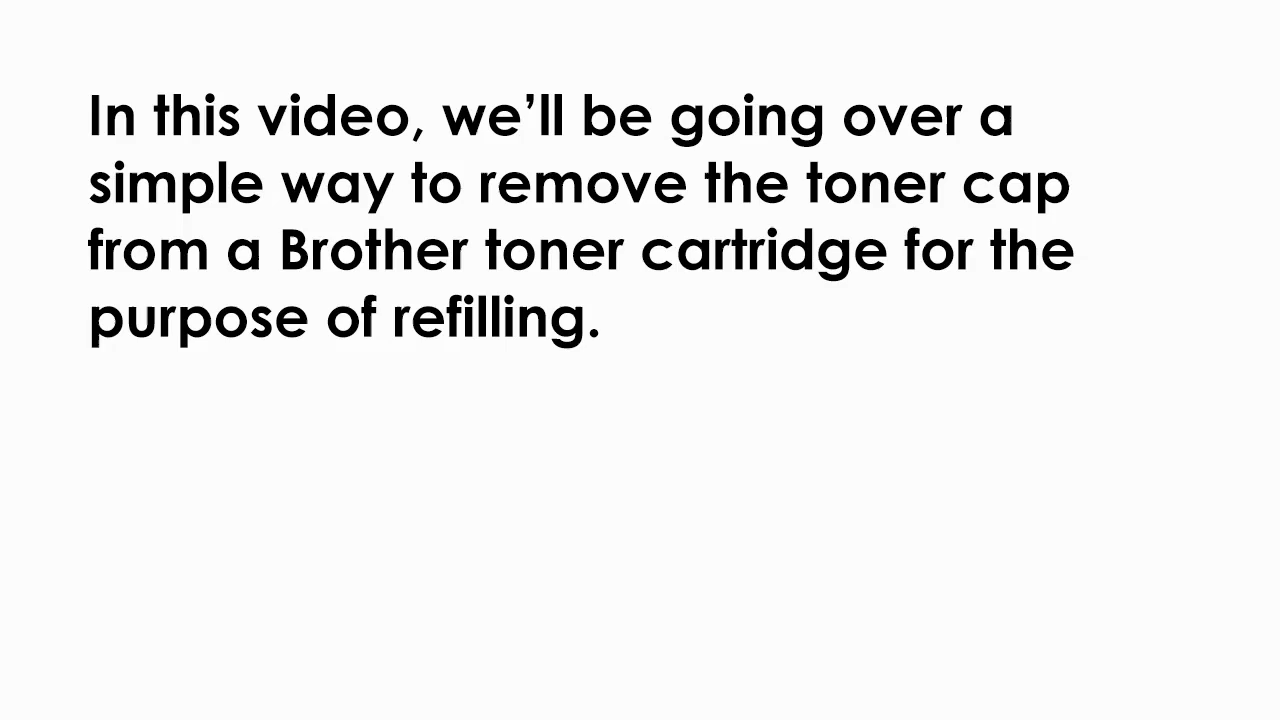 In this video, we’ll be going over a
simple way to remove the toner cap
from a Brother toner cartridge for the
purpose of refilling.